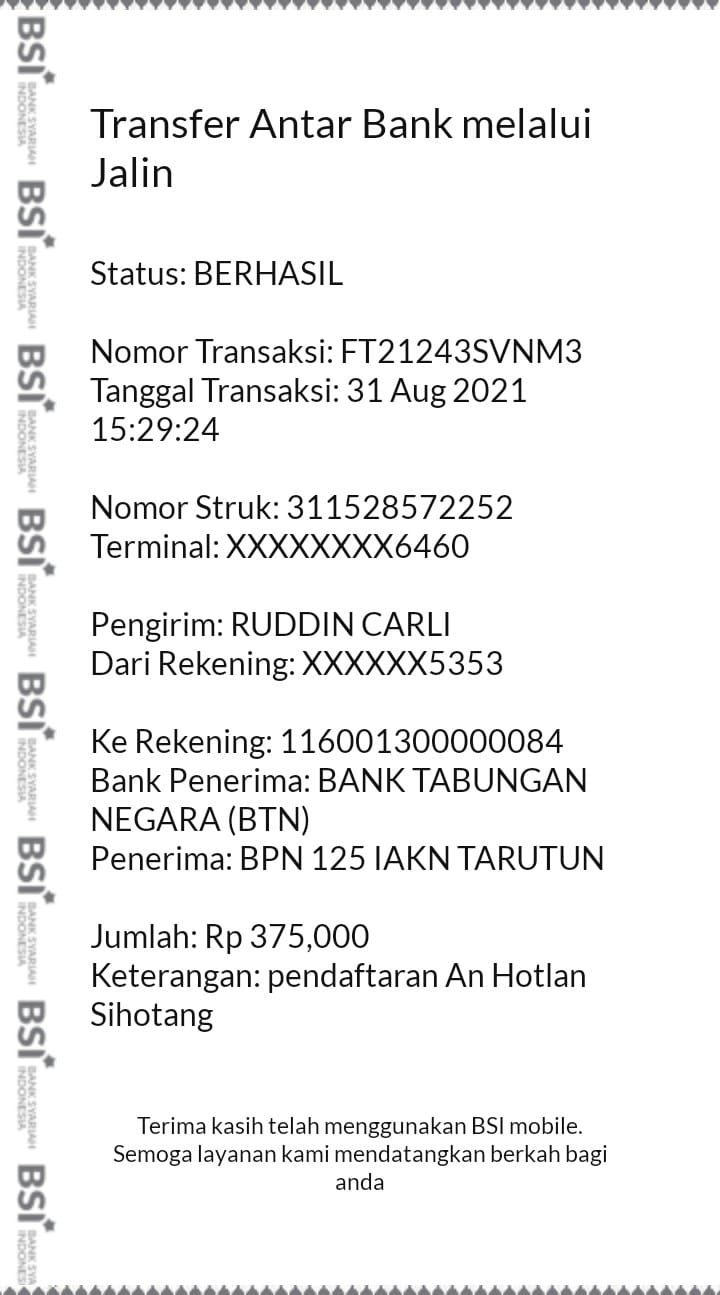 Transfer Antar Bank melalui
Jalin
Status: BERHASIL
Nomor Transaksi: FT21243SVNM3
Tanggal Transaksi: 31 Aug 2021
15:29:24
Nomor Struk: 311528572252
Terminal: XXXXXXXX6460
Pengirim: RUDDIN CARLI
Dari Rekening: XXXXXX5353
Ke Rekening: 116001300000084
Bank Penerima: BANK TABUNGAN
NEGARA (BTN)
Penerima: BPN 125 IAKN TARUTUN
Jumlah: Rp 375,000
Keterangan: pendaftaran An Hotlan
Sihotang
Terima kasih telah menggunakan BSI mobile.
Semoga layanan kami mendatangkan berkah bagi
anda
BSI BANK SYARIAH
INDONESIA
BSI BANK SYARIAH
INDONESIA
BSI BANK SYARIAH
INDONESIA
BSI BANK SYARIAH
INDONESIA
BSI BANK SYARIAH
INDONESIA
BSI BANK SYARIAH
INDONESIA
BSI BANK SYARIAH
INDONESIA
BSI BANK SYA
INDONESI